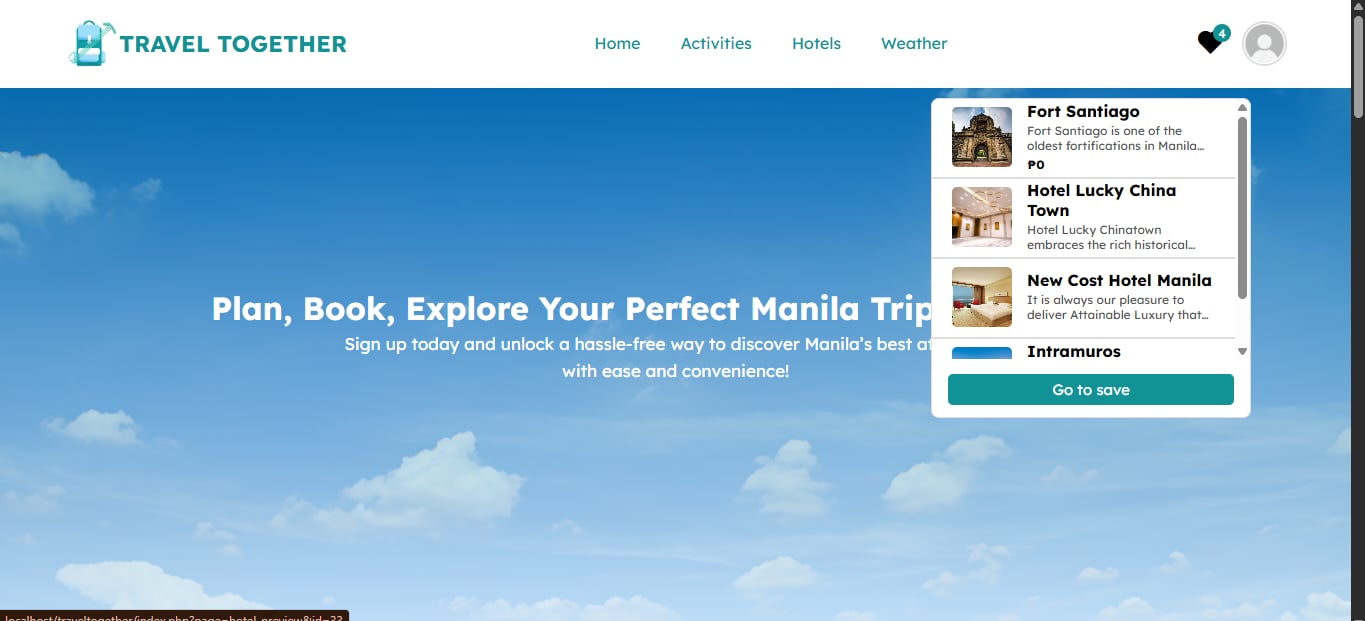 TRAVEL TOGETHER
Home
Activities
Hotels
Weather
4
Fort Santiago
Fort Santiago is one of the
oldest fortifications in Manila...
₱0
Hotel Lucky China
Town
Hotel Lucky Chinatown
embraces the rich historical...
New Cost Hotel Manila
It is always our pleasure to
deliver Attainable Luxury that...
Intramuros
Go to save
Plan, Book, Explore Your Perfect Manila Trip
Sign up today and unlock a hassle-free way to discover Manila's best
with ease and convenience!
localhost/traveltogether/index.php?page=hotel_preview&id=33